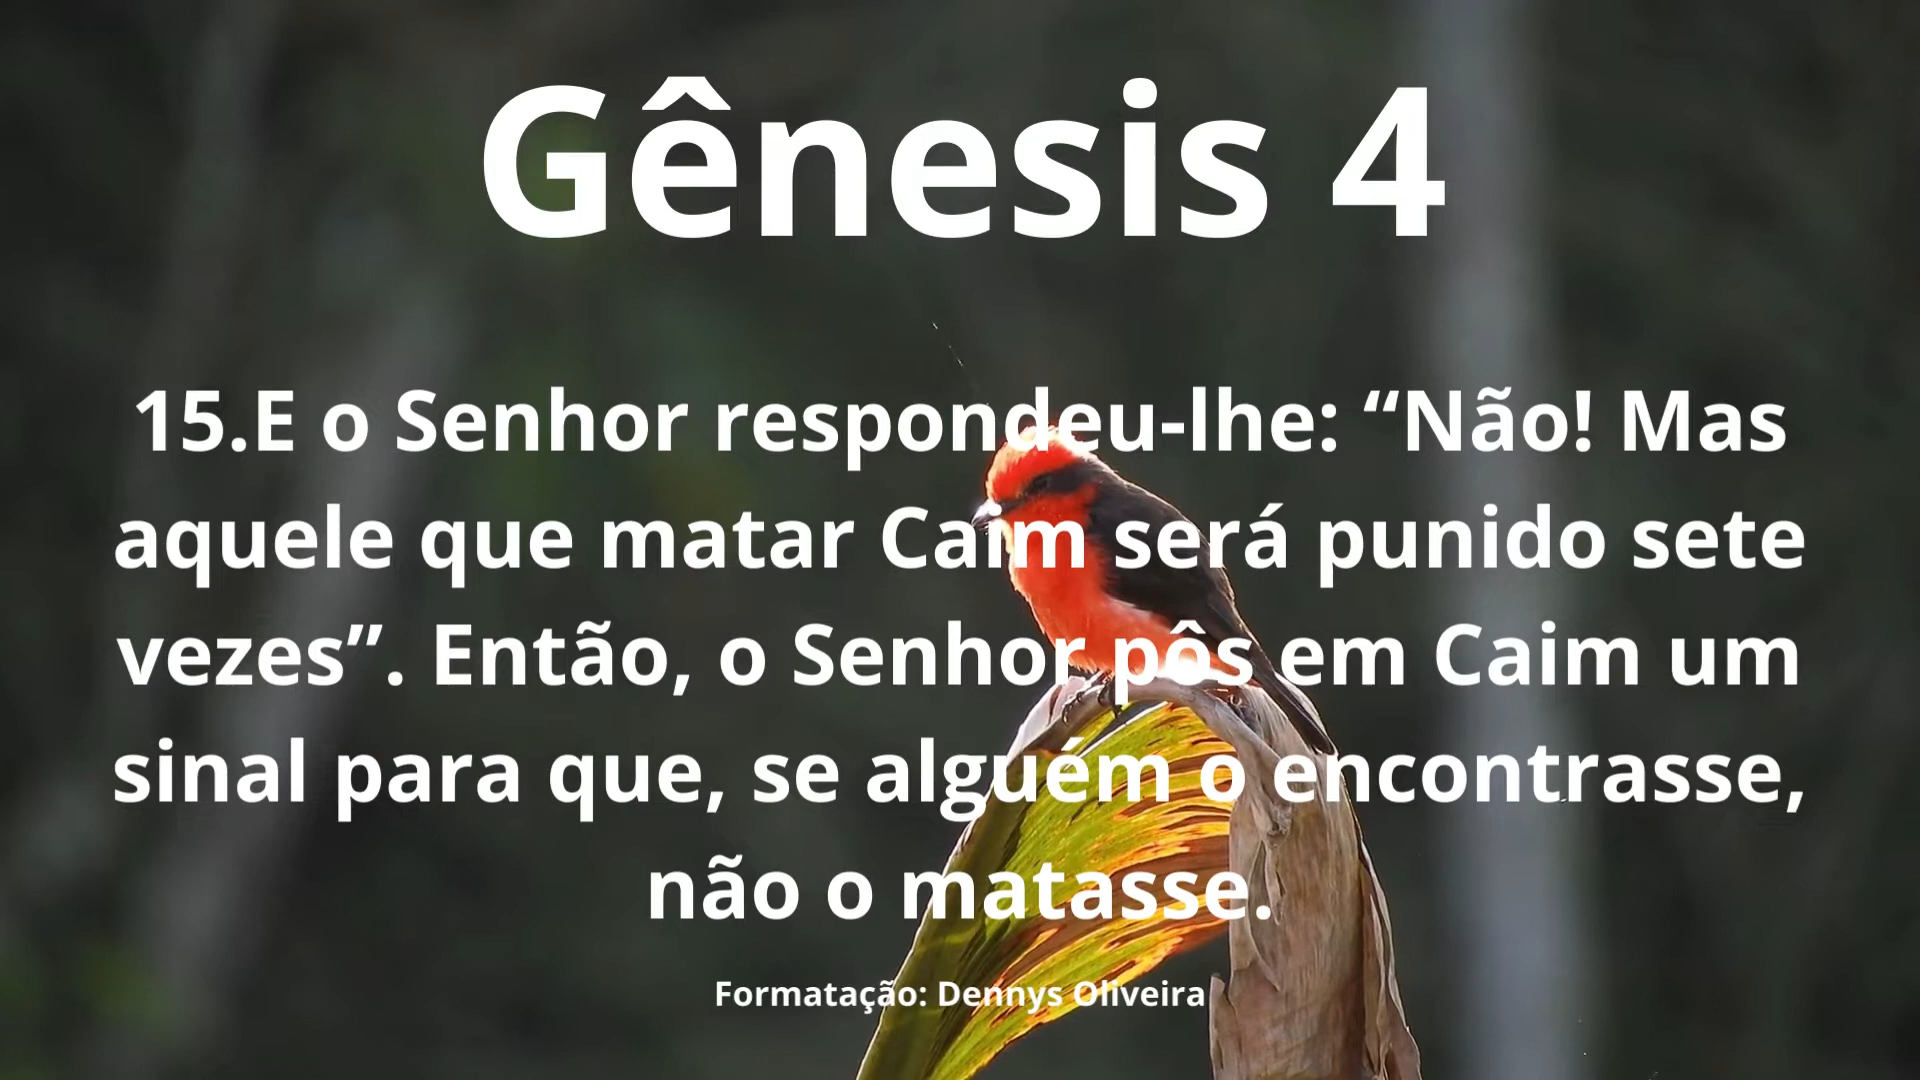 Gênesis 4
15.E o Senhor respondeu-lhe: “Não! Mas
aquele que matar Caim será punido sete
vezes”. Então, o Senhor pôs em Caim um
sinal para que, se alguém o encontrasse,
não o matasse.
Formatação: Dennys Oliveira